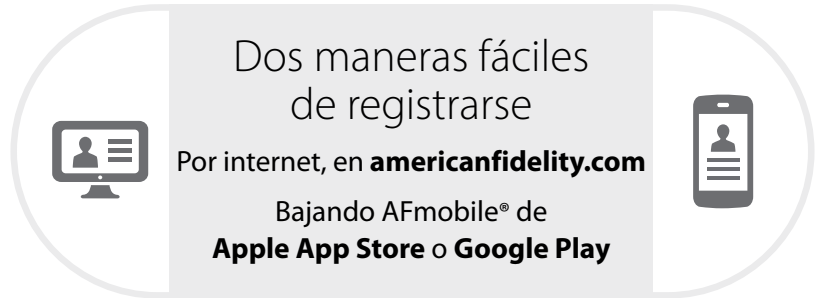 Dos maneras fáciles
de registrarse
Por internet, en americanfidelity.com
Bajando AFmobile® de
Apple App Store o Google Play